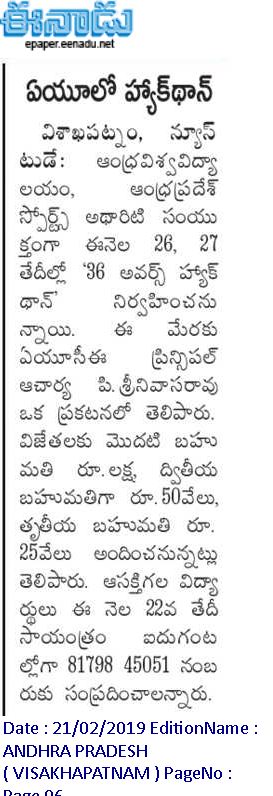 ఈనాడు
epaper.eenadu.net
ఏయూలో హ్యాక్‌థాన్
విశాఖపట్నం, న్యూస్
టుడే: ఆంధ్రవిశ్వవిద్యా
లయం, ఆంధ్రప్రదేశ్
స్పోర్ట్స్ అథారిటి సంయు
క్తంగా ఈనెల 26, 27
తేదీల్లో '36 అవర్స్ హ్యాక్
థాన్' నిర్వహించను
న్నాయి. ఈ మేరకు
ఏయూసీఈ ప్రిన్సిపల్
ఆచార్య పి.శ్రీనివాసరావు
ఒక ప్రకటనలో తెలిపారు.
విజేతలకు మొదటి బహు
మతి రూ.లక్ష, ద్వితీయ
బహుమతిగా రూ.50వేలు,
తృతీయ బహుమతి రూ.
25వేలు అందించనున్నట్లు
తెలిపారు. ఆసక్తిగల విద్యా
ర్థులు ఈ నెల 22వ తేదీ
సాయంత్రం ఐదుగంట
ల్లోగా 81798 45051 నంబ
రుకు సంప్రదించాలన్నారు.
Date : 21/02/2019 EditionName :
ANDHRA PRADESH
( VISAKHAPATNAM ) PageNo :
Page 06